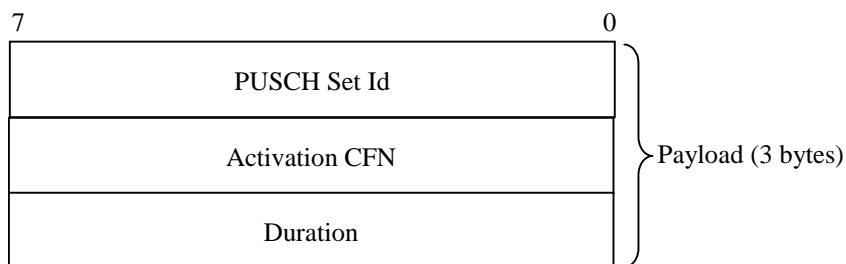 7 0
PUSCH Set Id
Activation CFN
Payload (3 bytes)
Duration